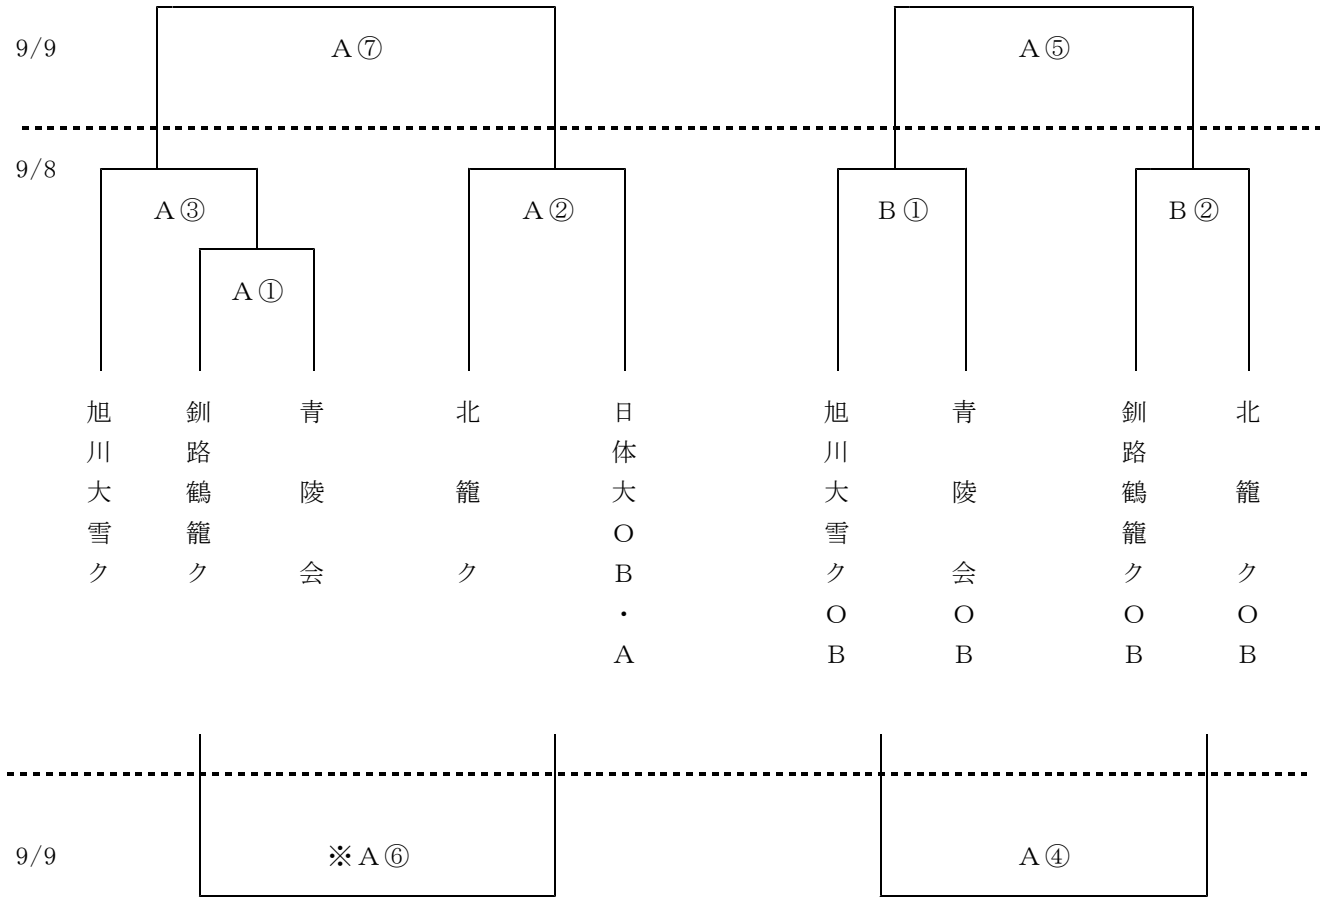 9/9
A⑦
A⑤
9/8
A③
A②
B①
B②
A①
旭川大雪ク
釧路鶴籠ク
青陵会
北籠ク
日体大OB・A
旭川大雪クOB
青陵会OB
釧路鶴籠クOB
北籠クOB
9/9
※A⑥
A④